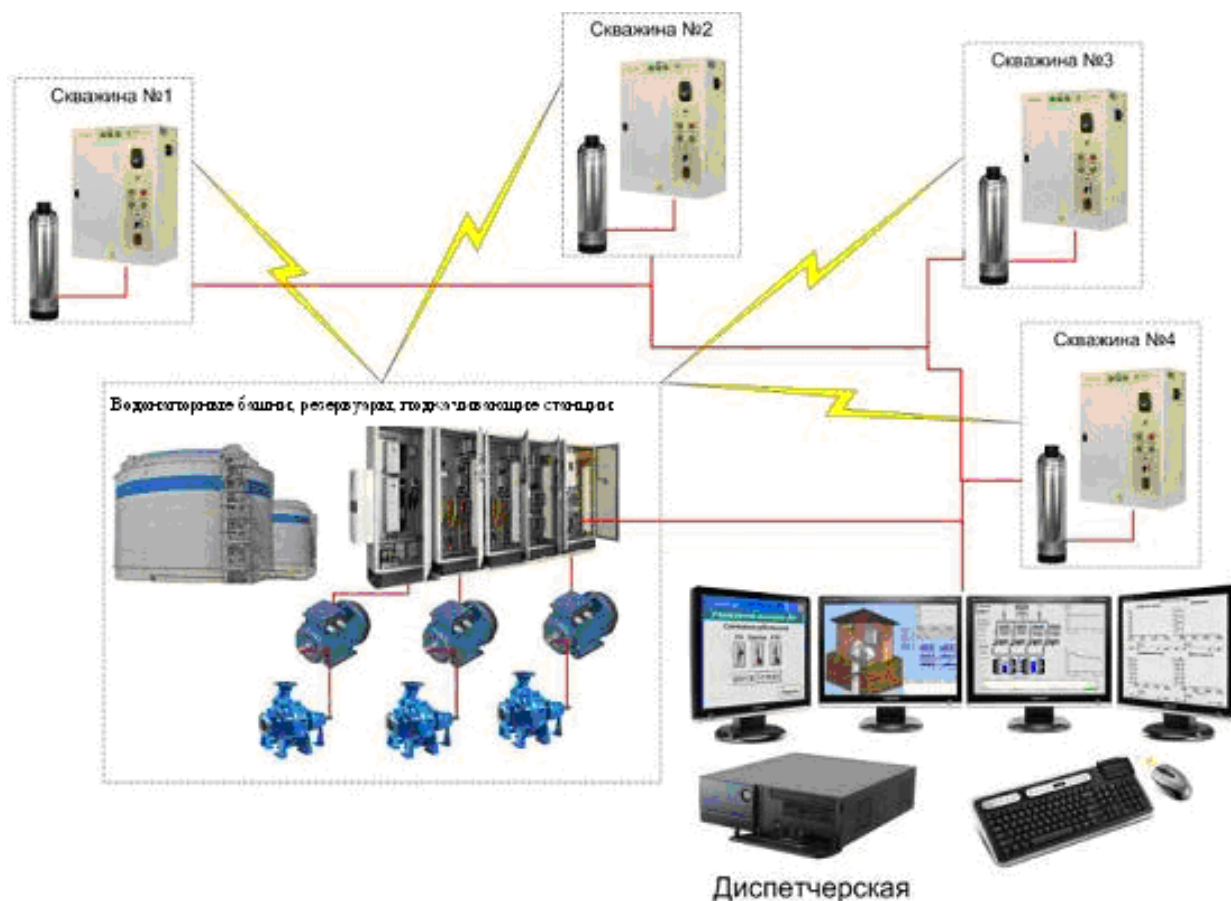 Скважина №2
Скважина №3
Скважина №1
Скважина №4
Водонапорные башни, резервуары, подкачивающие станции
Диспетчерская